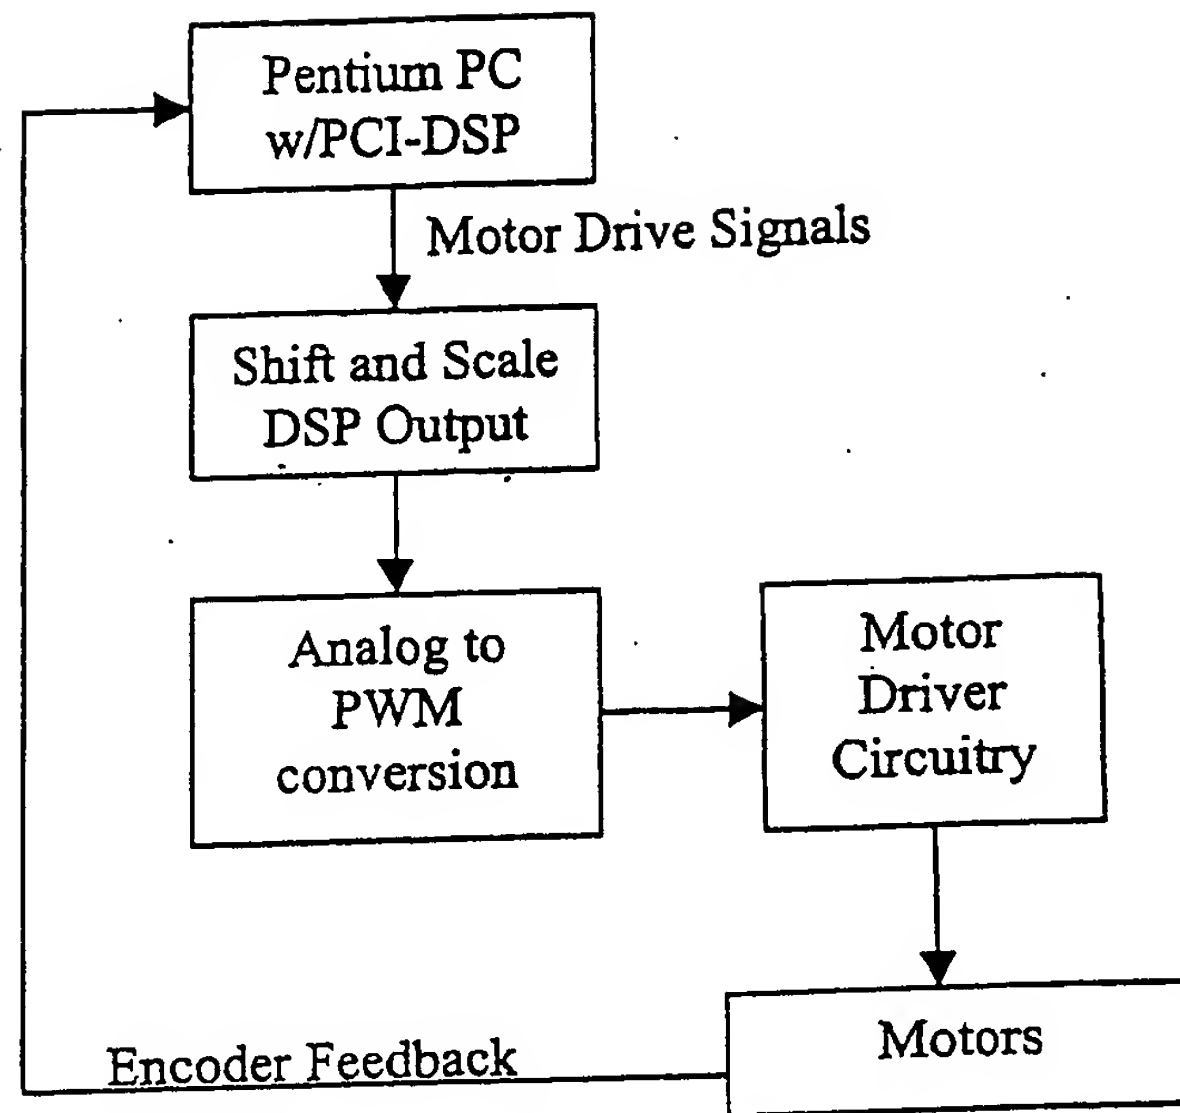 Pentium PC
w/PCI-DSP
Motor Drive Signals
Shift and Scale
DSP Output
Analog to
PWM
conversion
Motor
Driver
Circuitry
Motors
Encoder Feedback